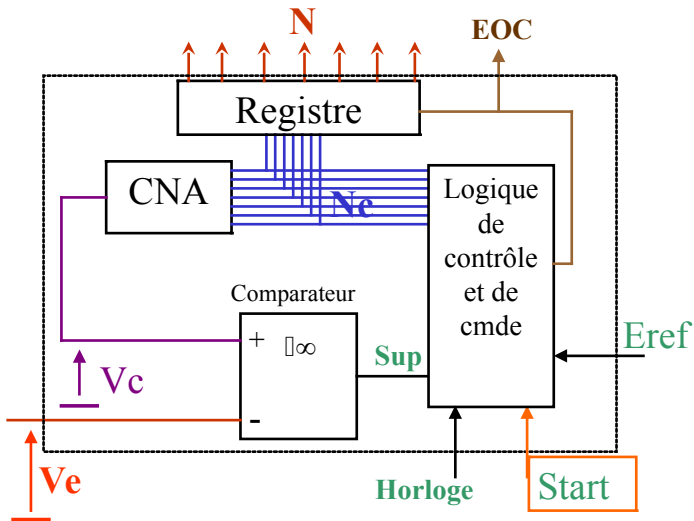 N
EOC
Registre
CNA
Nc
Logique
de
contrôle
et de
cmde
Comparateur
+
▯∞
-
Sup
Eref
Vc
Ve
Horloge
Start